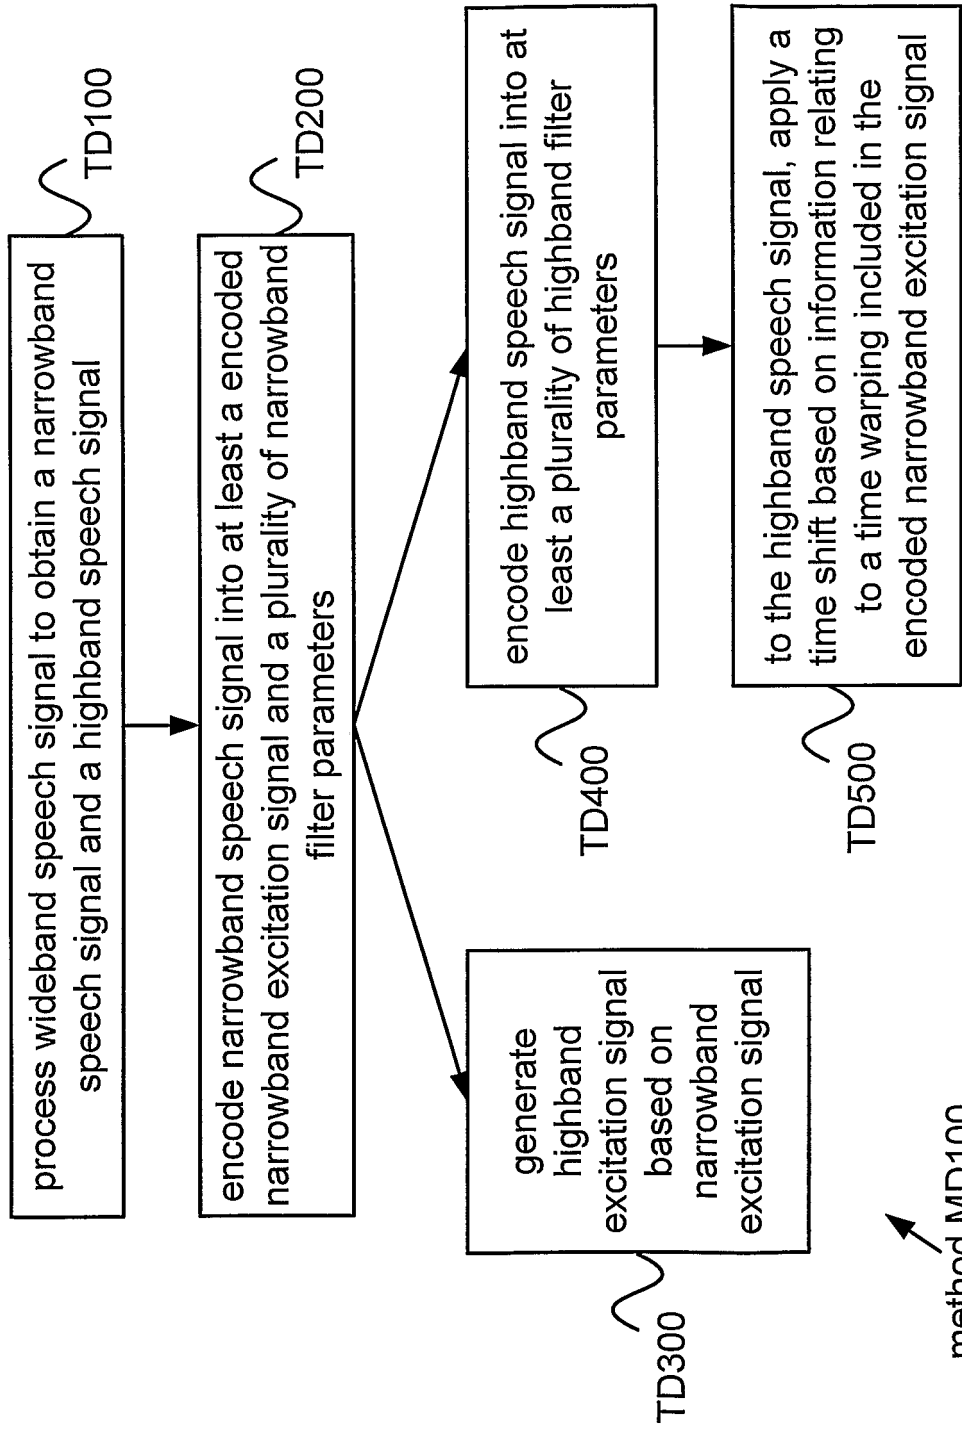 process wideband speech signal to obtain a narrowband
speech signal and a highband speech signal
TD100
encode narrowband speech signal into at least a encoded
narrowband excitation signal and a plurality of narrowband
filter parameters
TD200
generate
highband
excitation signal
based on
narrowband
excitation signal
TD300
encode highband speech signal into at
least a plurality of highband filter
parameters
TD400
to the highband speech signal, apply a
time shift based on information relating
to a time warping included in the
encoded narrowband excitation signal
TD500
method MD100